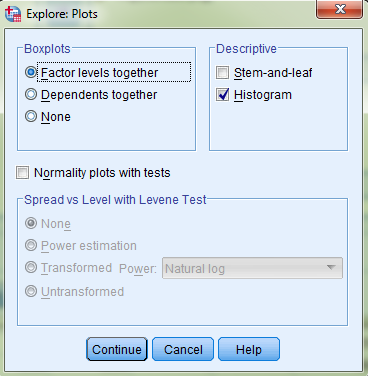 Explore: Plots
Boxplots
Factor levels together
Dependents together
None
Descriptive
Stem-and-leaf
Histogram
Normality plots with tests
Spread vs Level with Levene Test
None
Power estimation
Transformed Power: Natural log
Untransformed
Continue Cancel Help